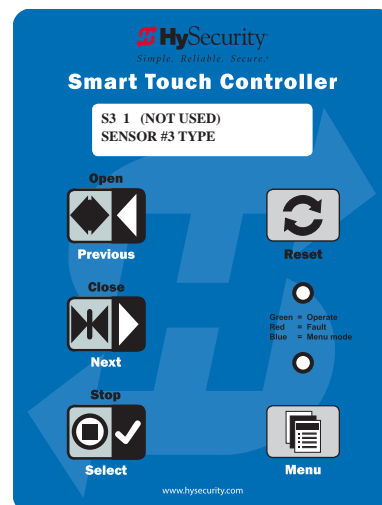 HySecurity
Simple. Reliable. Secure.™
Smart Touch Controller
S3 1 (NOT USED)
SENSOR #3 TYPE
Open
Previous
Reset
Close
Next
Green = Operate
Red = Fault
Blue = Menu mode
Stop
Select
Menu
www.hysecurity.com